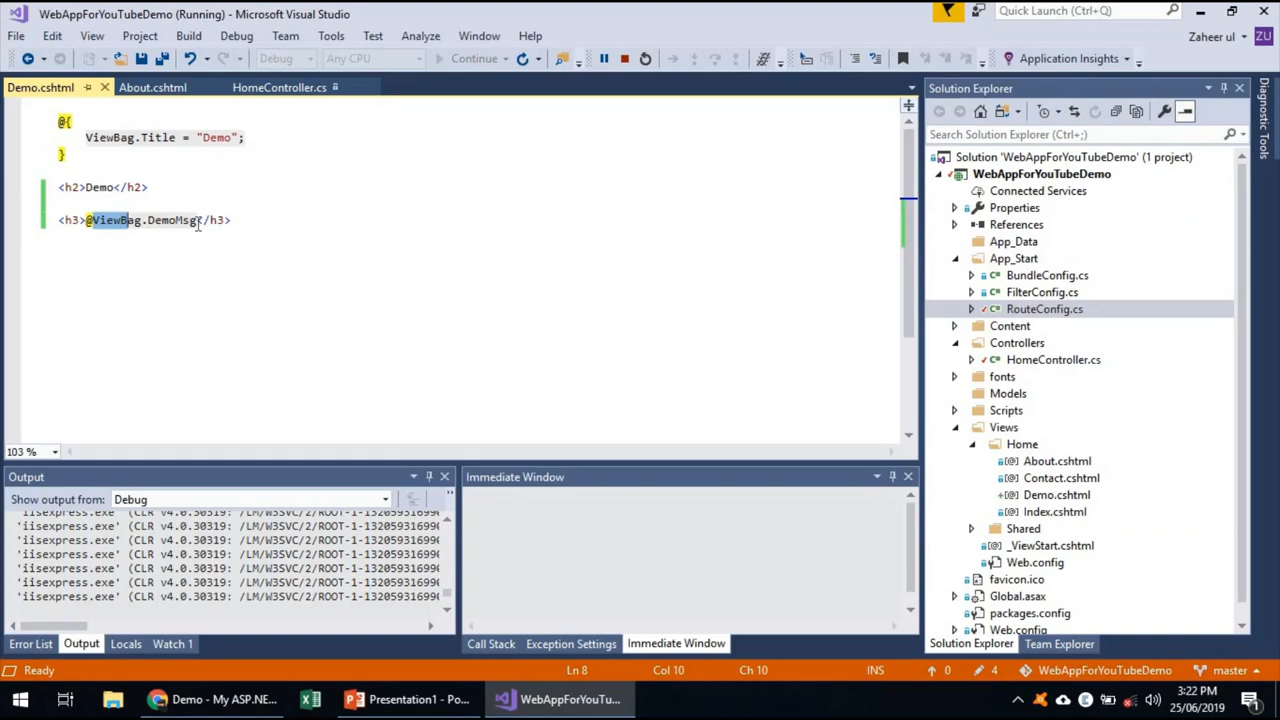 WebAppForYouTubeDemo (Running) - Microsoft Visual Studio
Quick Launch (Ctrl+Q)
File Edit View Project Build Debug Team Tools Test Analyze Window Help
Zaheer ul ZU
Debug Any CPU Continue Application Insights
Demo.cshtml About.cshtml HomeController.cs
@{
ViewBag.Title = "Demo";
}
<h2>Demo</h2>
<h3>@ViewBag.DemoMsg</h3>
103 %
Solution Explorer
Search Solution Explorer (Ctrl+;)
Solution 'WebAppForYouTubeDemo' (1 project)
WebAppForYouTubeDemo
Connected Services
Properties
References
App_Data
App_Start
BundleConfig.cs
FilterConfig.cs
RouteConfig.cs
Content
Controllers
HomeController.cs
fonts
Models
Scripts
Views
Home
About.cshtml
Contact.cshtml
Demo.cshtml
Index.cshtml
Shared
_ViewStart.cshtml
Web.config
favicon.ico
Global.asax
packages.config
Web.config
Solution Explorer Team Explorer
Diagnostic Tools
Output
Show output from: Debug
'iisexpress.exe' (CLR v4.0.30319: /LM/W3SVC/2/ROOT-1-132059316996
'iisexpress.exe' (CLR v4.0.30319: /LM/W3SVC/2/ROOT-1-132059316996
'iisexpress.exe' (CLR v4.0.30319: /LM/W3SVC/2/ROOT-1-132059316996
'iisexpress.exe' (CLR v4.0.30319: /LM/W3SVC/2/ROOT-1-132059316996
'iisexpress.exe' (CLR v4.0.30319: /LM/W3SVC/2/ROOT-1-132059316996
'iisexpress.exe' (CLR v4.0.30319: /LM/W3SVC/2/ROOT-1-132059316996
'iisexpress.exe' (CLR v4.0.30319: /LM/W3SVC/2/ROOT-1-132059316996
Error List Output Locals Watch 1
Immediate Window
Call Stack Exception Settings Immediate Window
Ready Ln 8 Col 10 Ch 10 INS 0 4 WebAppForYouTubeDemo master
Demo - My ASP.NE... Presentation1 - Po... WebAppForYouTu...
3:22 PM
25/06/2019